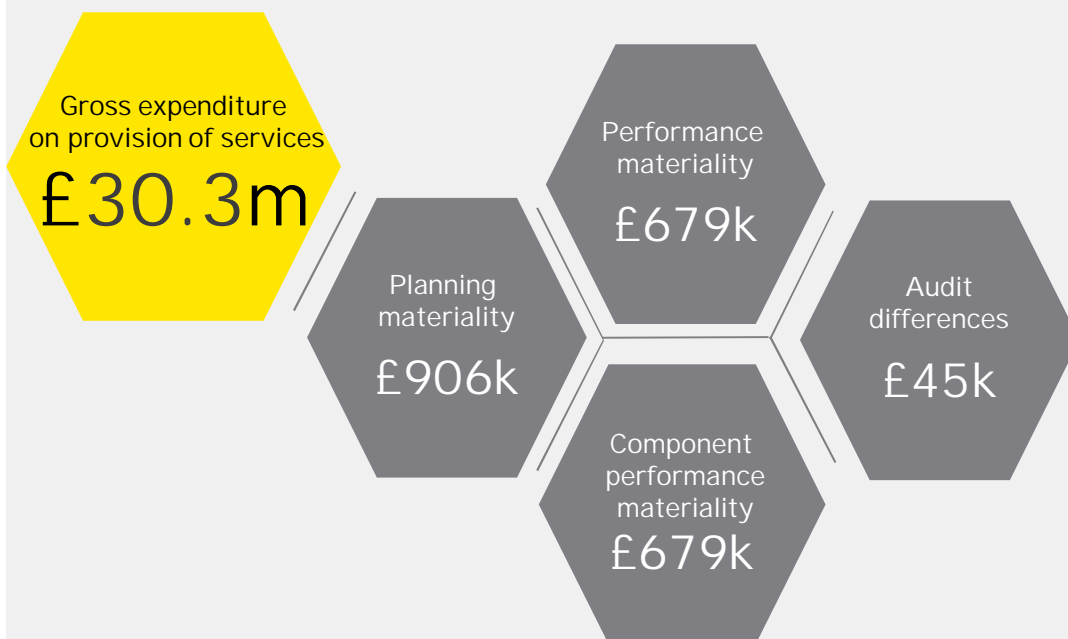 Gross expenditure
on provision of services
£30.3m
Planning
materiality
£906k
Performance
materiality
£679k
Component
performance
materiality
£679k
Audit
differences
£45k